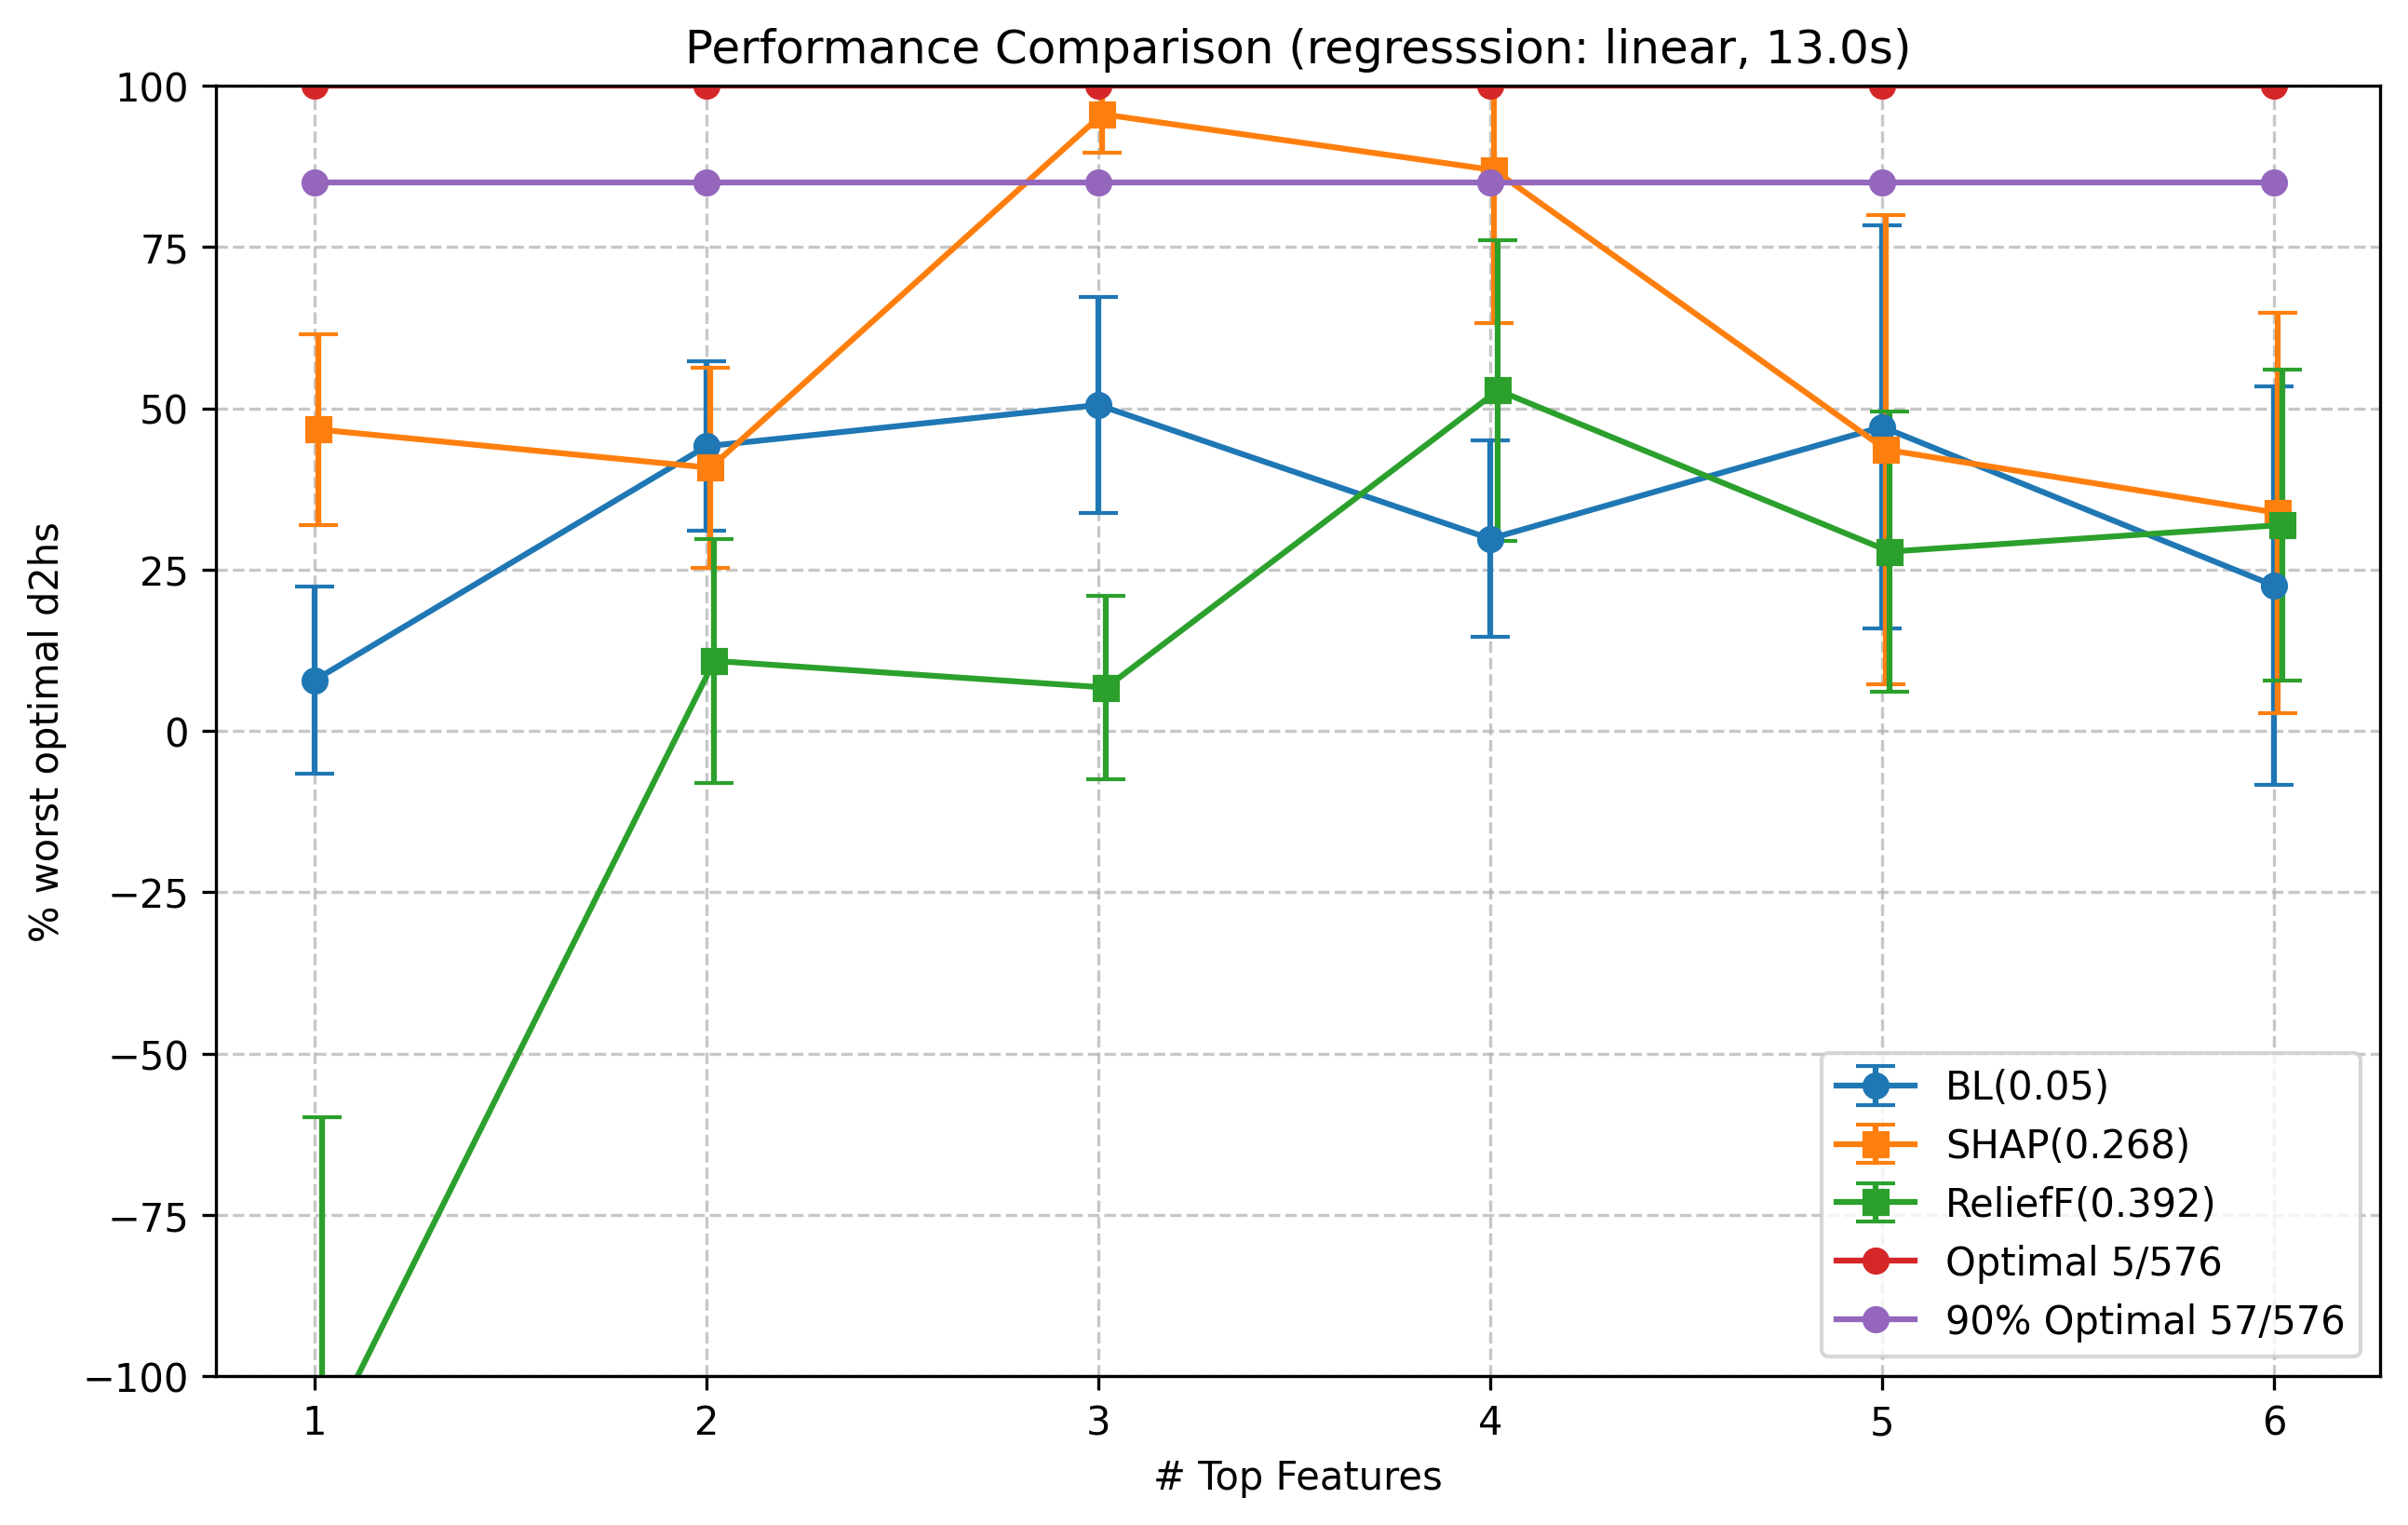 Performance Comparison (regresssion: linear, 13.0s)
% worst optimal d2hs
100
75
50
25
0
−25
−50
−75
−100
1 2 3 4 5 6
# Top Features
BL(0.05)
SHAP(0.268)
ReliefF(0.392)
Optimal 5/576
90% Optimal 57/576